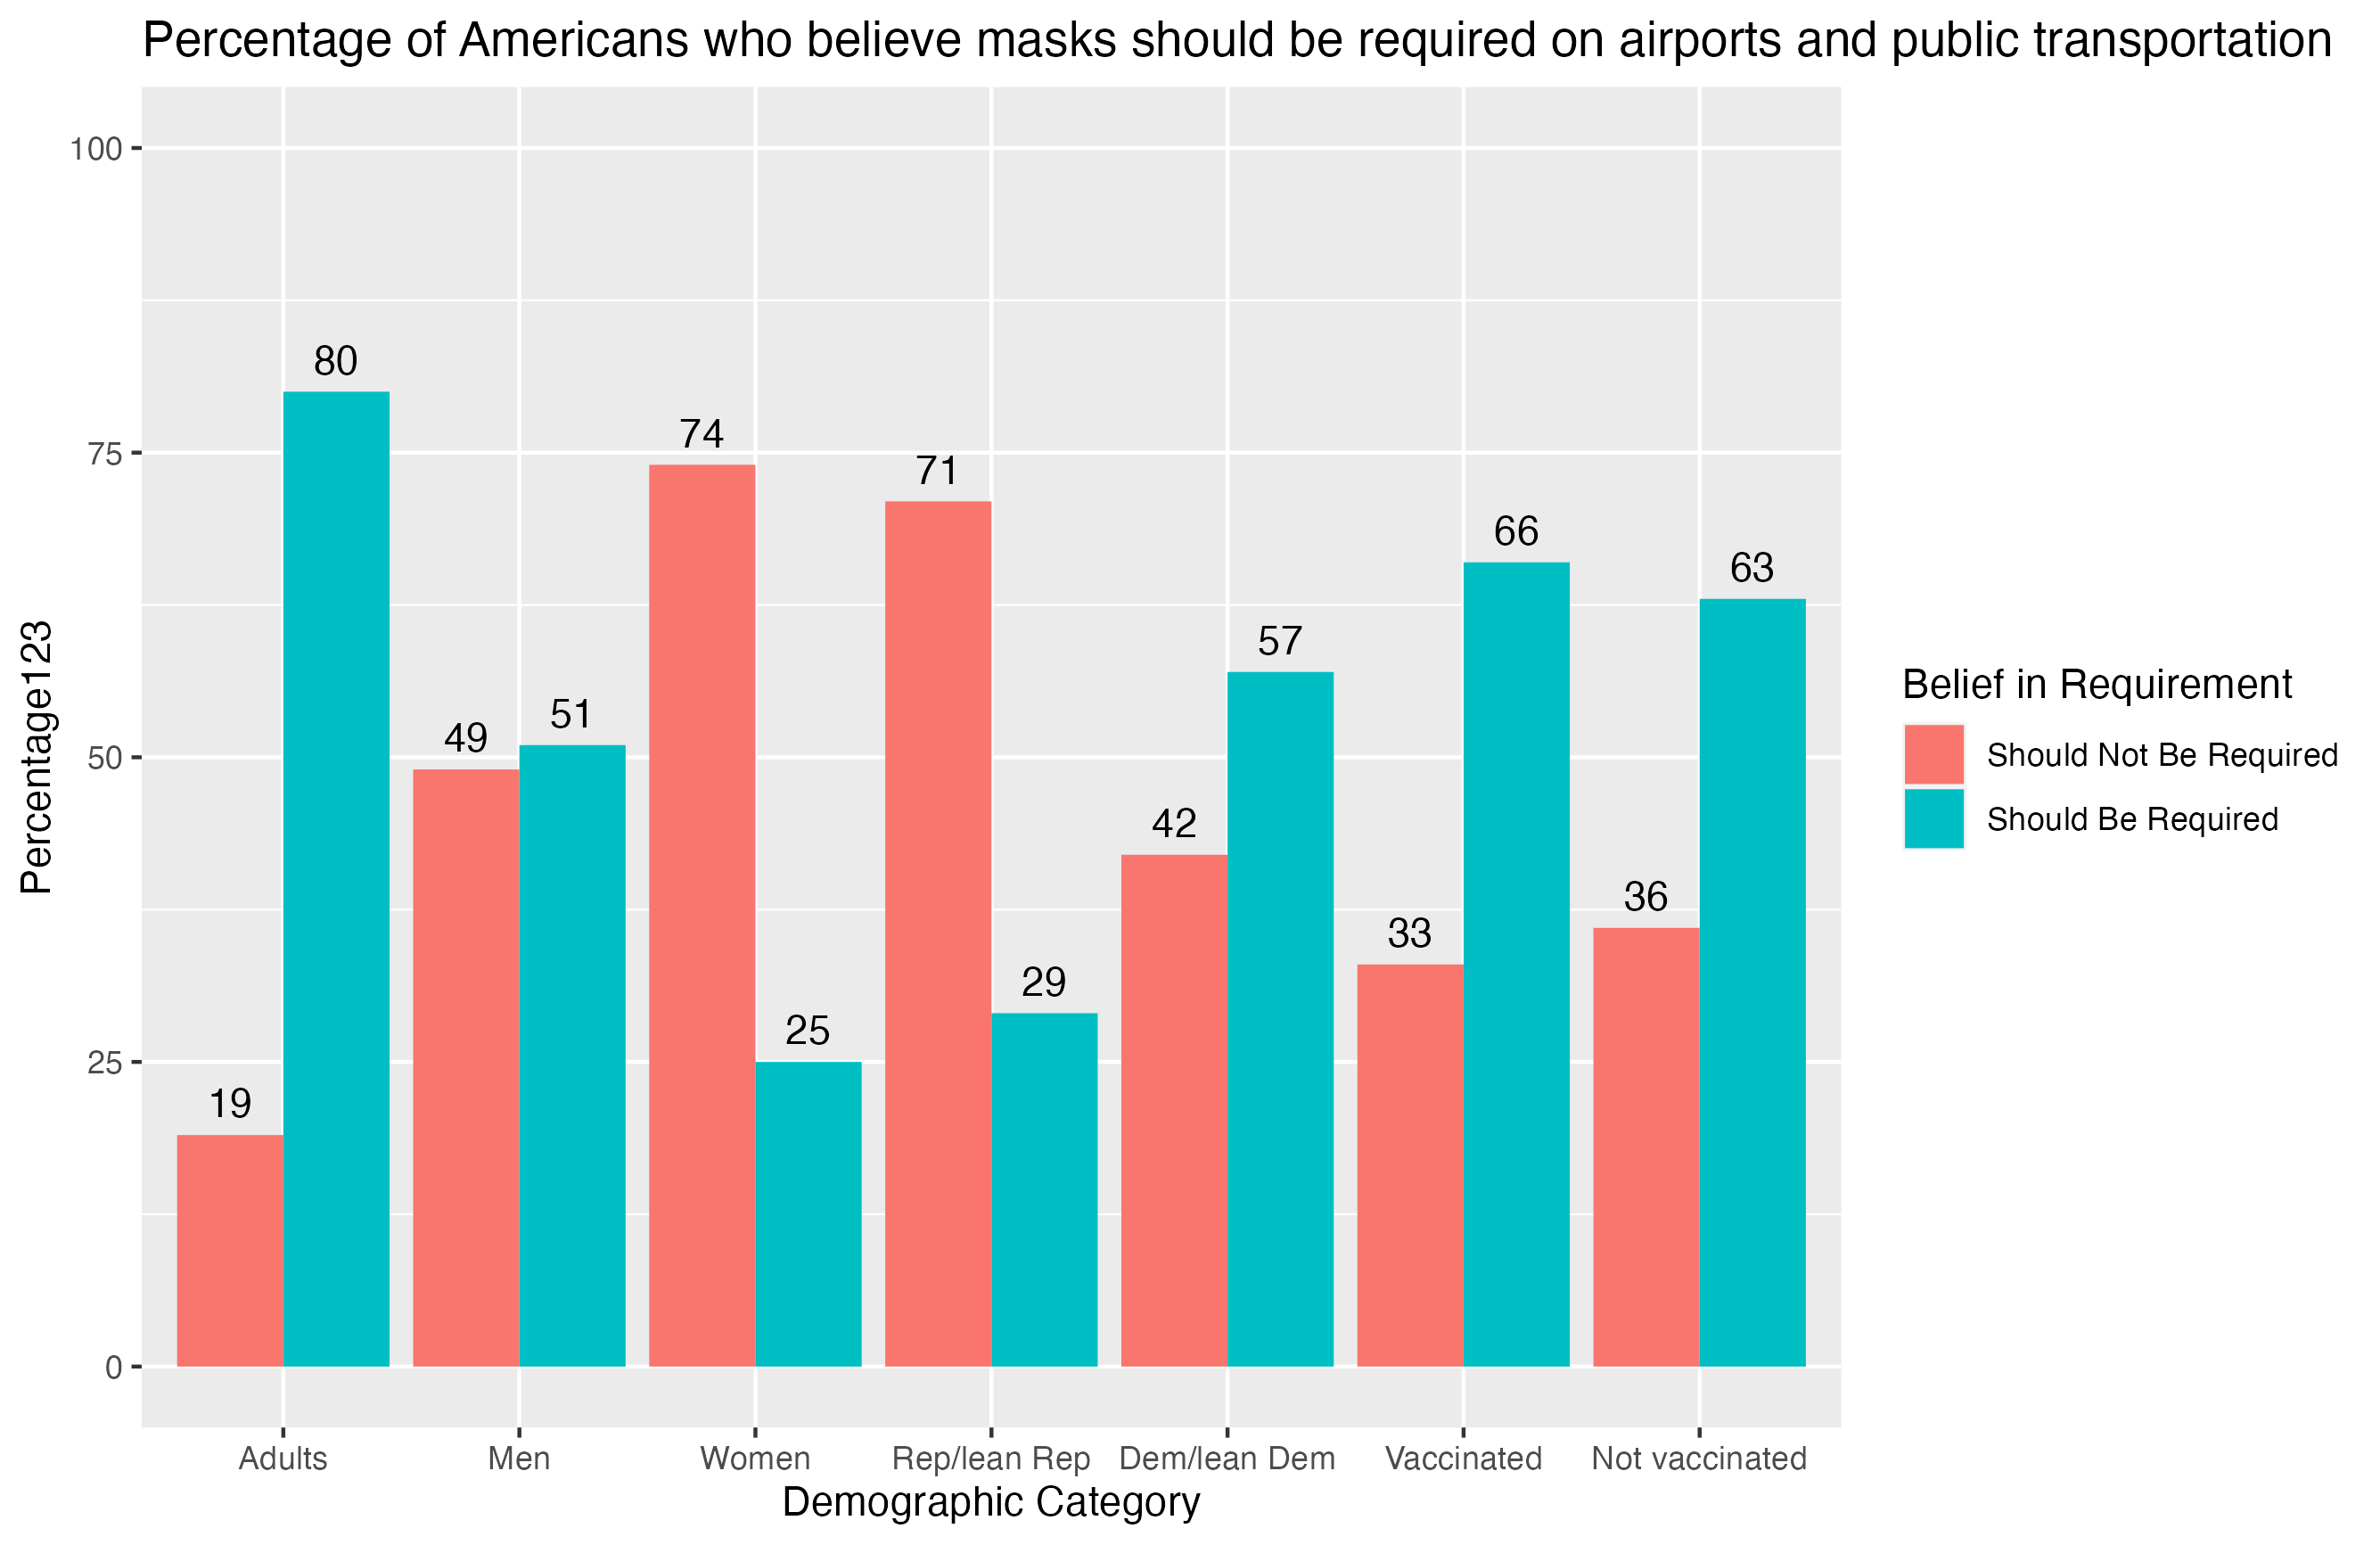 Percentage of Americans who believe masks should be required on airports and public transportation
100
75
50
25
0
Percentage123
19
80
49
51
74
25
71
29
42
57
33
66
36
63
Adults
Men
Women
Rep/lean Rep
Dem/lean Dem
Vaccinated
Not vaccinated
Demographic Category
Belief in Requirement
Should Not Be Required
Should Be Required